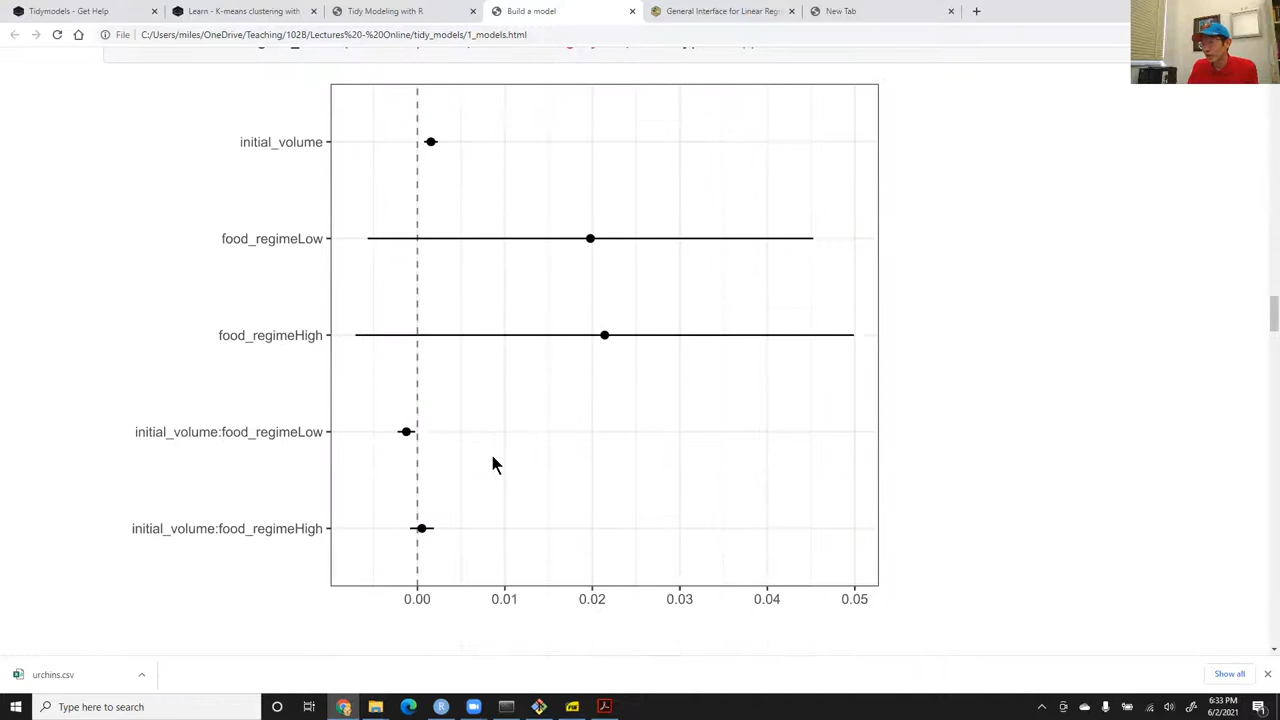 Tidymodels - Get Help
Learn - K-means clustering with
Tidy Modeling with R
Build a model
General Interface for Linear Regr
New Tab
File C:/Users/miles/OneDrive/Teaching/102B/Lectures%20-%20Online/tidy_models/1_models.html
initial_volume
food_regimeLow
food_regimeHigh
initial_volume:food_regimeLow
initial_volume:food_regimeHigh
0.00 0.01 0.02 0.03 0.04 0.05
urchins.csv
Show all
Type here to search
6:33 PM
6/2/2021